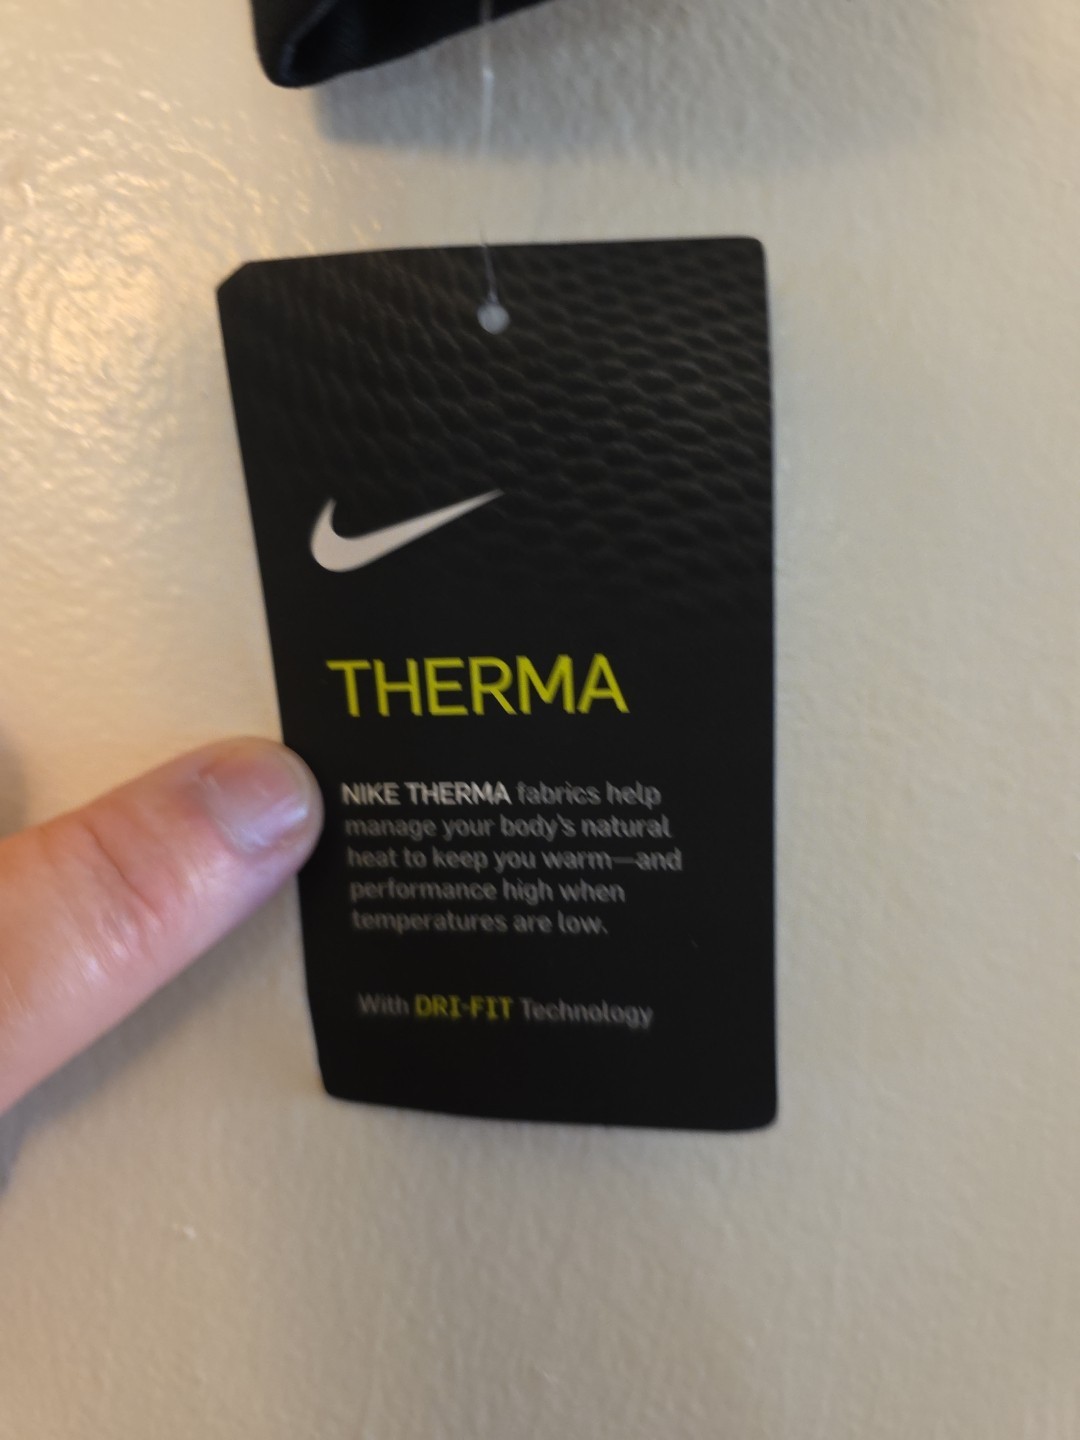 THERMA
NIKE THERMA fabrics help
manage your body's natural
heat to keep you warm—and
performance high when
temperatures are low.
With DRI-FIT Technology